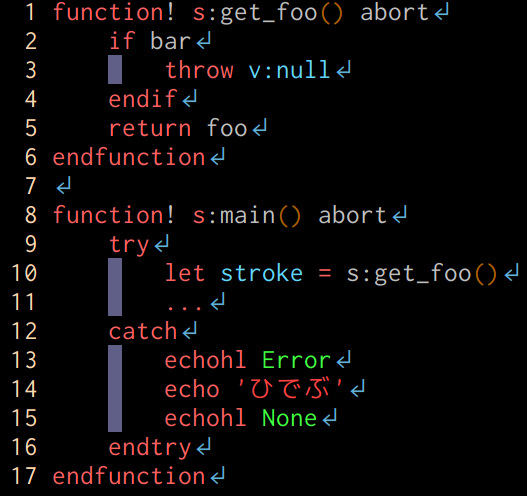 1 function! s:get_foo() abort↲
2     if bar↲
3         throw v:null↲
4     endif↲
5     return foo↲
6 endfunction↲
7 ↲
8 function! s:main() abort↲
9     try↲
10         let stroke = s:get_foo()↲
11         ...↲
12     catch↲
13         echohl Error↲
14         echo 'ひでぶ'↲
15         echohl None↲
16     endtry↲
17 endfunction↲